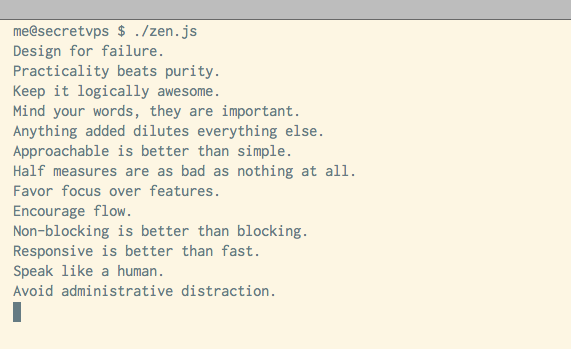 me@secretvps $ ./zen.js
Design for failure.
Practicality beats purity.
Keep it logically awesome.
Mind your words, they are important.
Anything added dilutes everything else.
Approachable is better than simple.
Half measures are as bad as nothing at all.
Favor focus over features.
Encourage flow.
Non-blocking is better than blocking.
Responsive is better than fast.
Speak like a human.
Avoid administrative distraction.